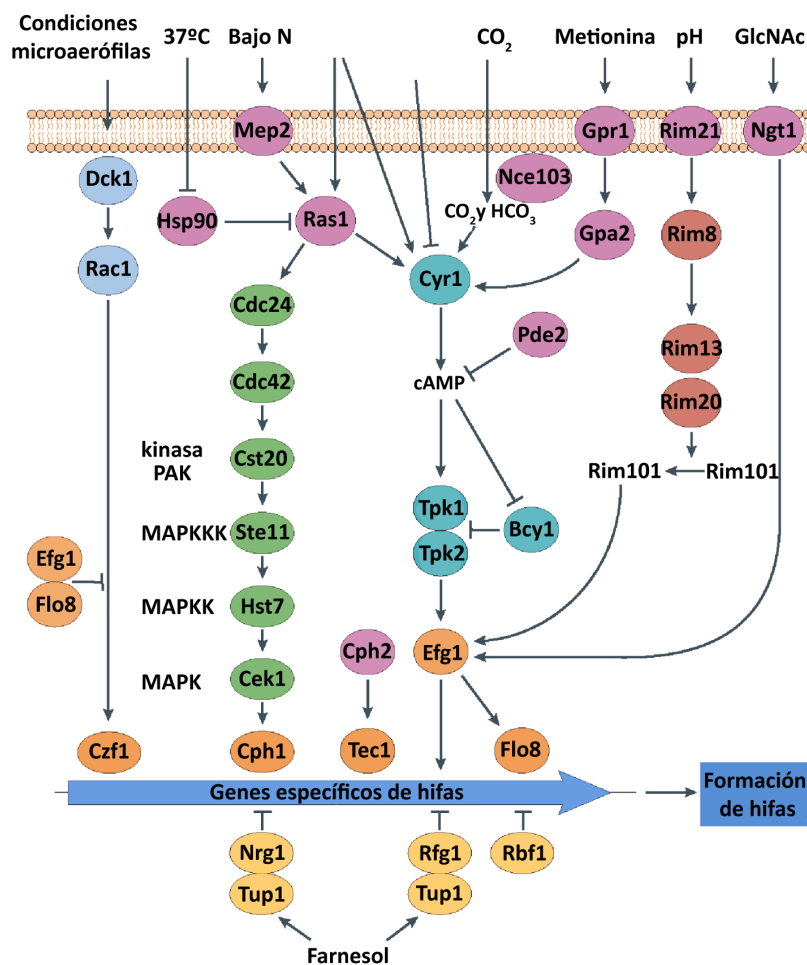 Condiciones
microaerófilas
37ºC
Bajo N
CO2
Metionina
pH
GlcNAc
Mep2
Gpr1
Rim21
Ngt1
Dck1
Nce103
Hsp90
Ras1
CO2 y HCO3
Gpa2
Rim8
Rac1
Cyr1
Cdc24
Pde2
Rim13
Cdc42
cAMP
Rim20
kinasa
PAK
Cst20
Rim101
Rim101
Tpk1
Bcy1
MAPKKK
Ste11
Tpk2
Efg1
Flo8
MAPKK
Hst7
Cph2
Efg1
MAPK
Cek1
Czf1
Cph1
Tec1
Flo8
Genes específicos de hifas
Formación
de hifas
Nrg1
Rfg1
Rbf1
Tup1
Tup1
Farnesol